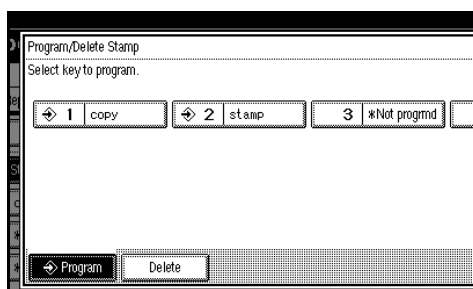 Program/Delete Stamp
Select key to program.
1 copy 2 stamp 3 *Not progrmd
Program Delete